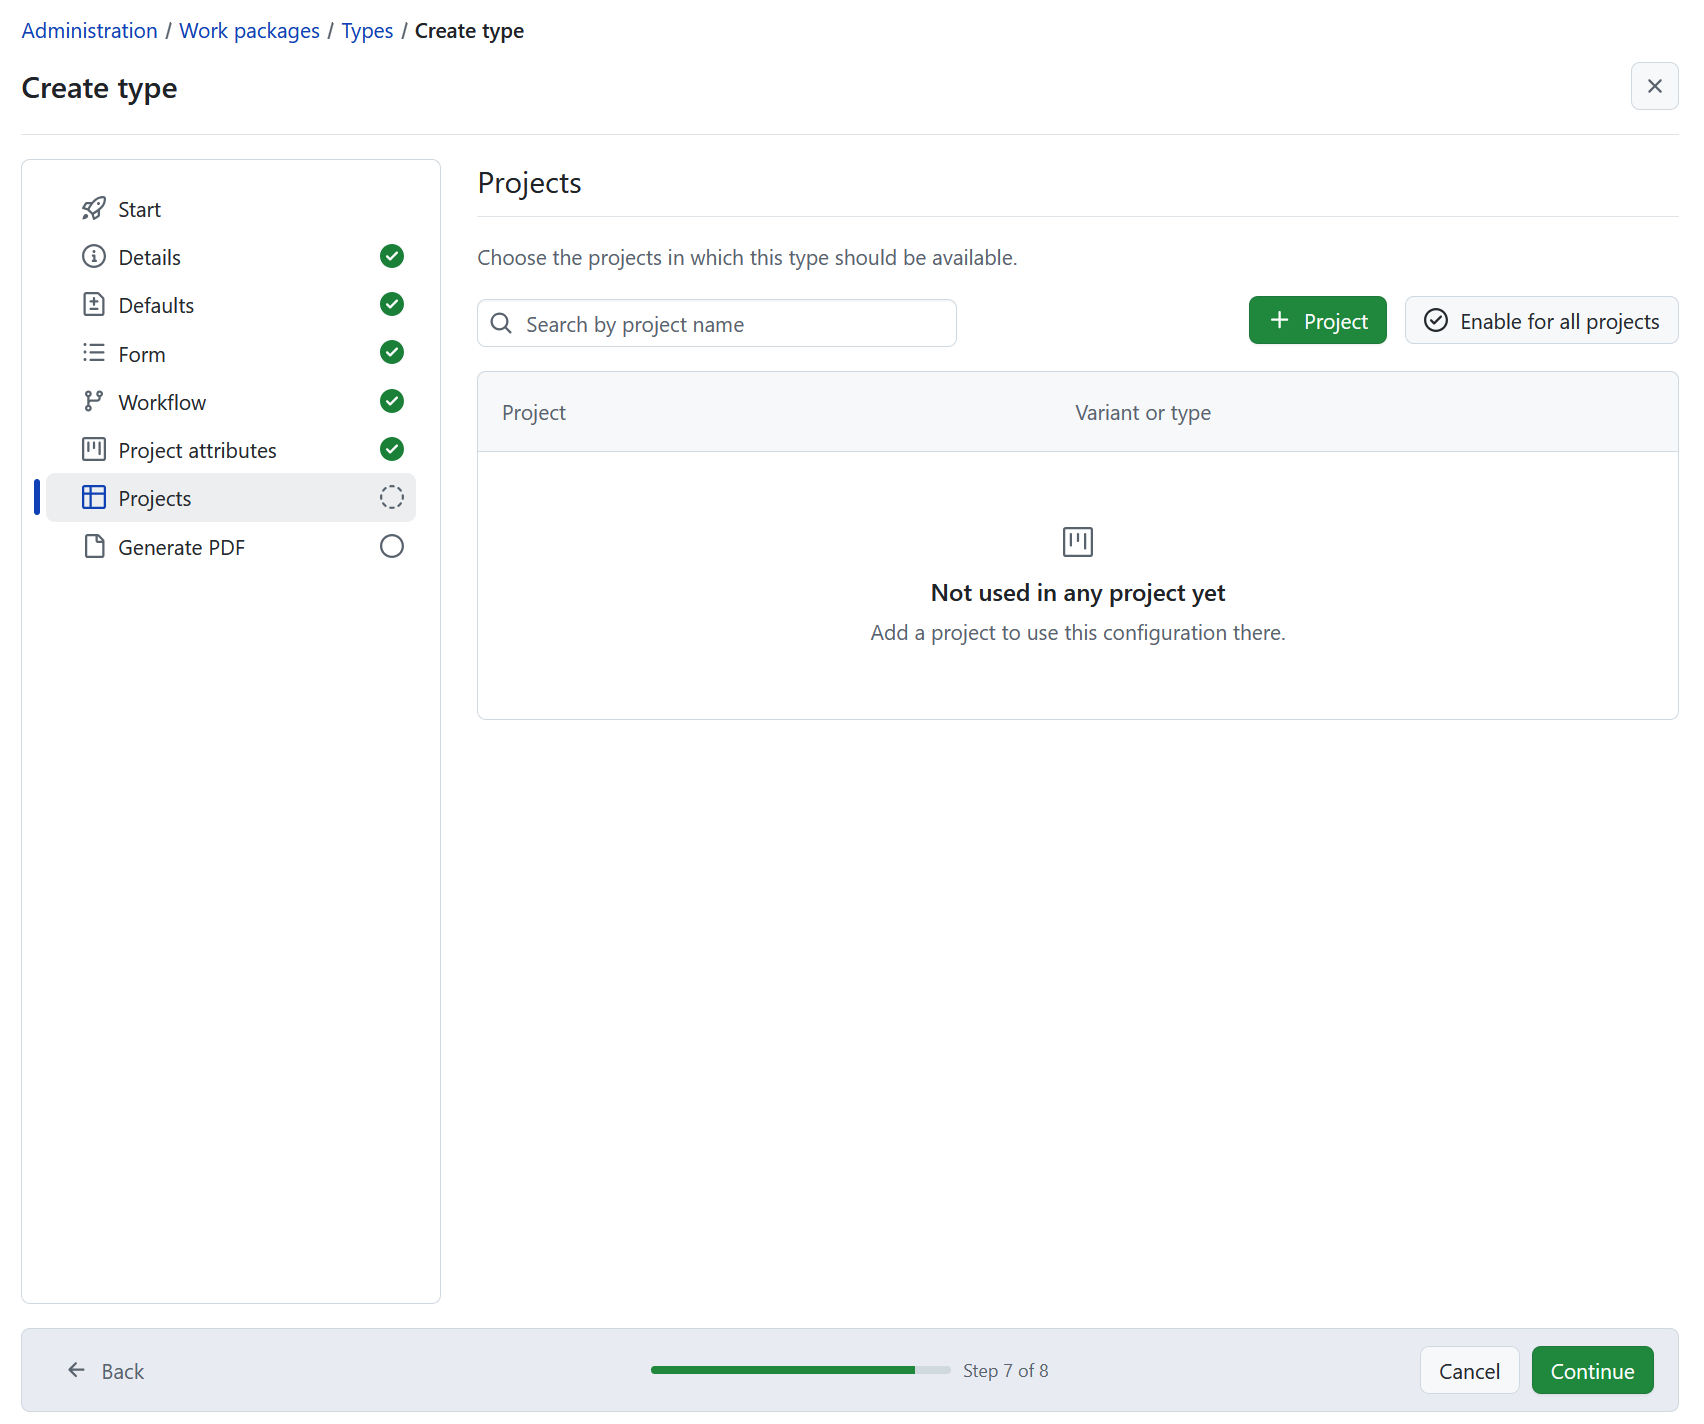 Administration / Work packages / Types / Create type
Create type
Start
Details
Defaults
Form
Workflow
Project attributes
Projects
Generate PDF
Projects
Choose the projects in which this type should be available.
Search by project name
Project
Enable for all projects
Project
Variant or type
Not used in any project yet
Add a project to use this configuration there.
Back
Step 7 of 8
Cancel
Continue